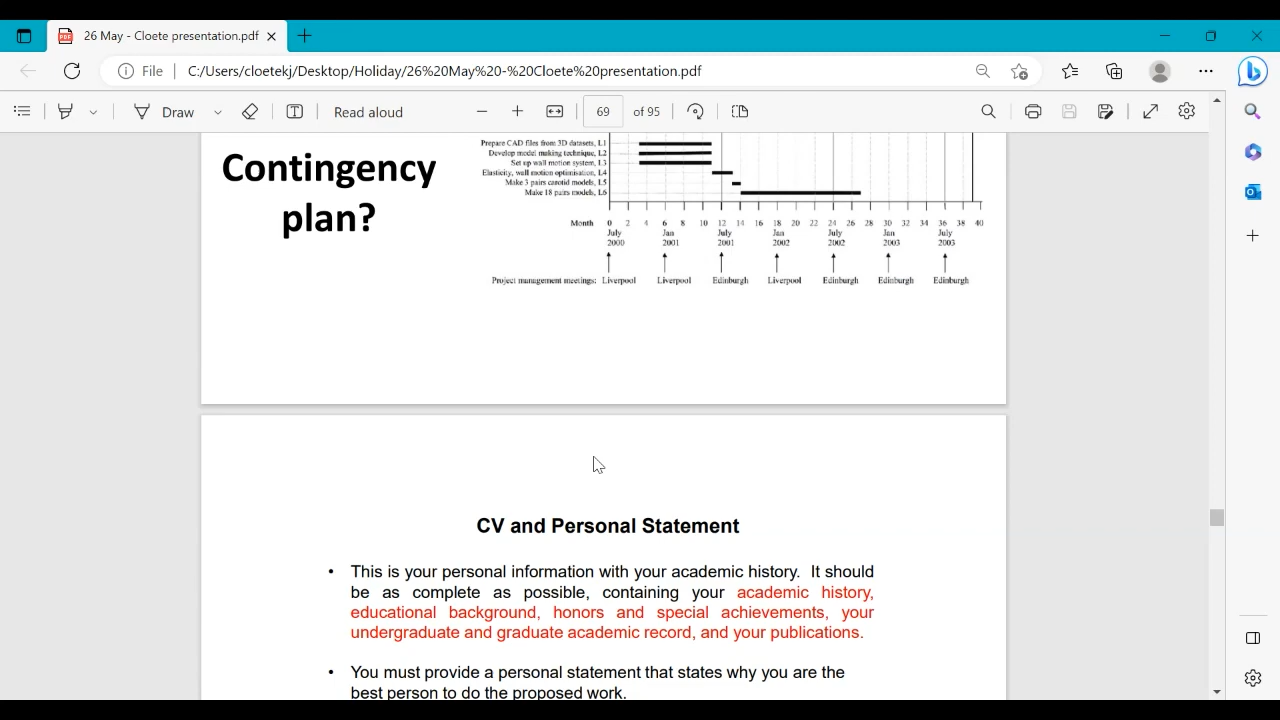 26 May - Cloete presentation.pdf
File
C:/Users/cloetekj/Desktop/Holiday/26%20May%20-%20Cloete%20presentation.pdf
Draw
Read aloud
69 of 95
Contingency
plan?
Prepare CAD files from 3D datasets, L1
Develop model making technique, L2
Set up wall motion system, L3
Elasticity, wall motion optimisation, L4
Make 3 pairs carotid models, L5
Make 18 pairs models, L6
Month 0 2 4 6 8 10 12 14 16 18 20 22 24 26 28 30 32 34 36 38 40
July Jan July Jan July Jan July
2000 2001 2001 2002 2002 2003 2003
Project management meetings: Liverpool Liverpool Edinburgh Liverpool Edinburgh Edinburgh Edinburgh
CV and Personal Statement
• This is your personal information with your academic history. It should
be as complete as possible, containing your academic history,
educational background, honors and special achievements, your
undergraduate and graduate academic record, and your publications.
• You must provide a personal statement that states why you are the
best person to do the proposed work.